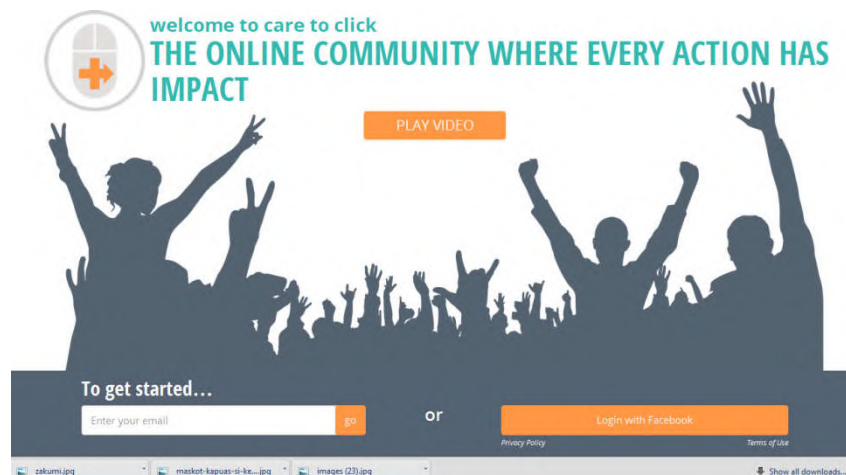 welcome to care to click
THE ONLINE COMMUNITY WHERE EVERY ACTION HAS
IMPACT
PLAY VIDEO
To get started...
Enter your email
go
or
Login with Facebook
Privacy Policy
Terms of Use
zakumi.jpg
maskot-kapuas-si-ke....jpg
images (23).jpg
Show all downloads...